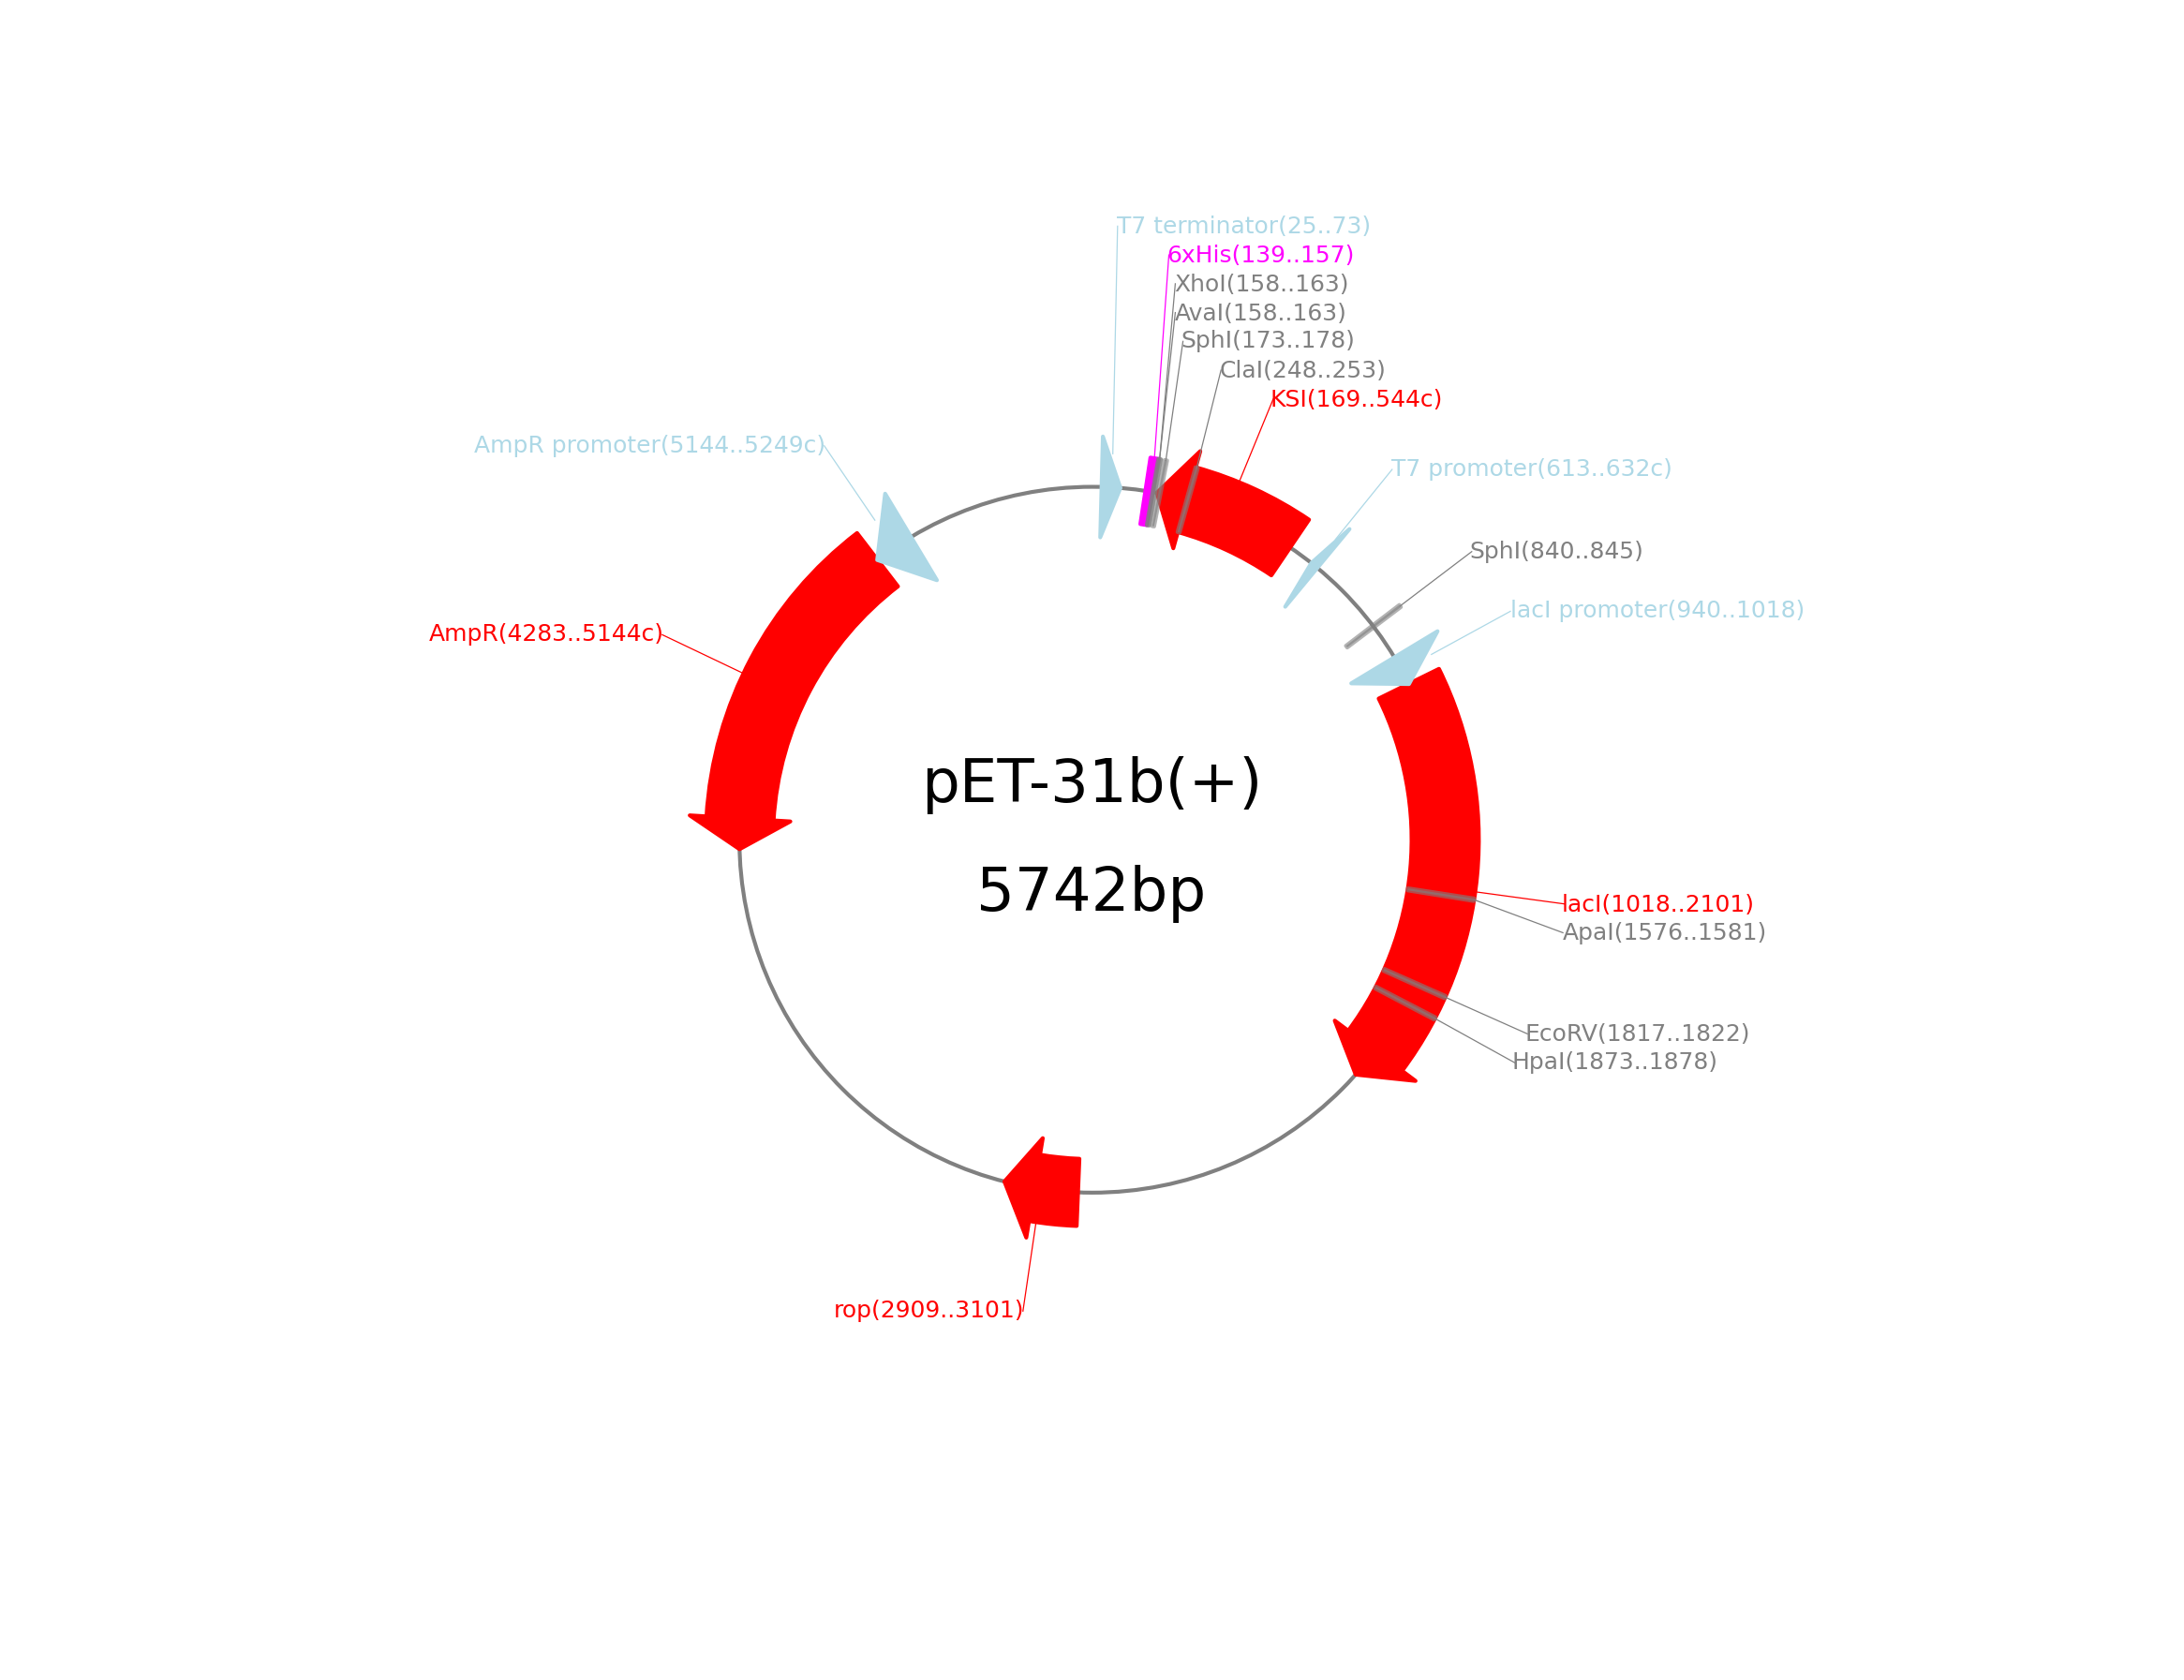 T7 terminator(25..73)
6xHis(139..157)
XhoI(158..163)
AvaI(158..163)
SphI(173..178)
ClaI(248..253)
KSI(169..544c)
AmpR promoter(5144..5249c)
T7 promoter(613..632c)
SphI(840..845)
lacI promoter(940..1018)
AmpR(4283..5144c)
pET-31b(+)
5742bp
lacI(1018..2101)
ApaI(1576..1581)
EcoRV(1817..1822)
HpaI(1873..1878)
rop(2909..3101)